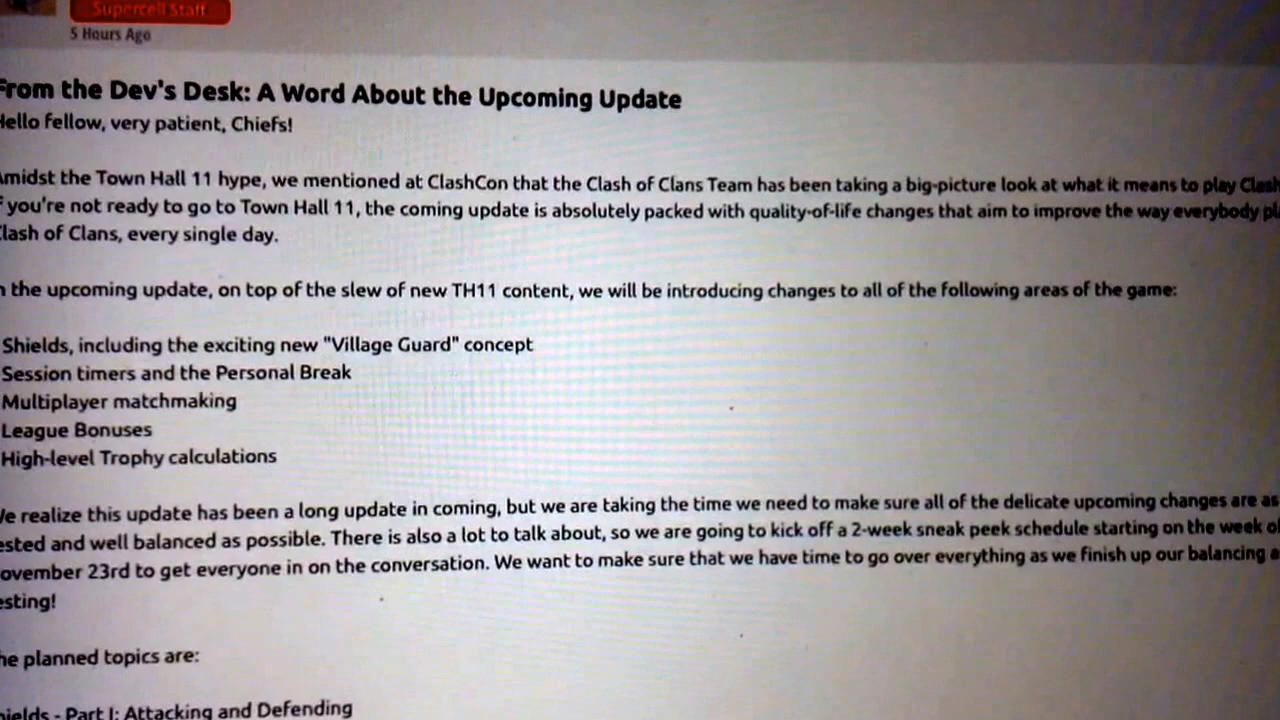 Supercell Staff
5 Hours Ago
From the Dev's Desk: A Word About the Upcoming Update
Hello fellow, very patient, Chiefs!
Amidst the Town Hall 11 hype, we mentioned at ClashCon that the Clash of Clans Team has been taking a big-picture look at what it means to play Clash
f you're not ready to go to Town Hall 11, the coming update is absolutely packed with quality-of-life changes that aim to improve the way everybody pl
Clash of Clans, every single day.
n the upcoming update, on top of the slew of new TH11 content, we will be introducing changes to all of the following areas of the game:
Shields, including the exciting new "Village Guard" concept
Session timers and the Personal Break
Multiplayer matchmaking
League Bonuses
High-level Trophy calculations
We realize this update has been a long update in coming, but we are taking the time we need to make sure all of the delicate upcoming changes are as
ested and well balanced as possible. There is also a lot to talk about, so we are going to kick off a 2-week sneak peek schedule starting on the week of
ovember 23rd to get everyone in on the conversation. We want to make sure that we have time to go over everything as we finish up our balancing a
esting!
he planned topics are:
hields - Part I: Attacking and Defending